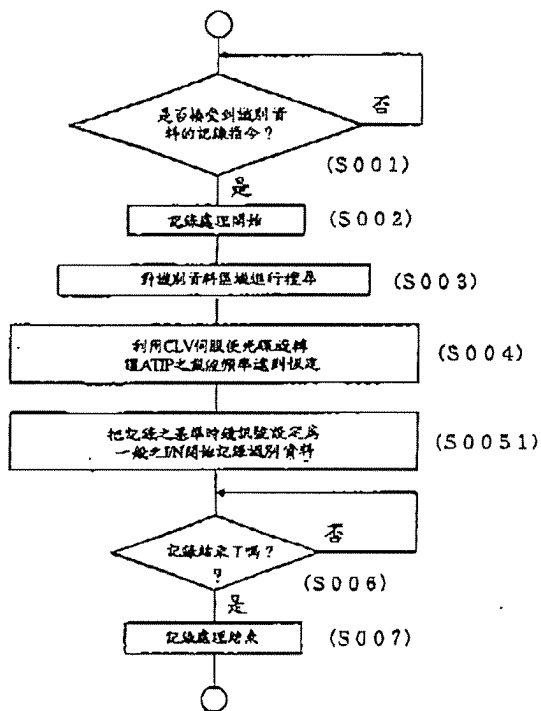 是否接受到識別資
料的記錄指令？
否
(S001)
是
記錄處理開始
(S002)
對識別資料區域進行搜尋
(S003)
利用CLV伺服使光碟旋轉
讓ATIP之載波頻率達到恆定
(S004)
把記錄之基準時鐘訊號設定為
一般之1/N開始記錄識別資料
(S0051)
否
記錄結束了嗎？
？
(S006)
是
記錄處理結束
(S007)